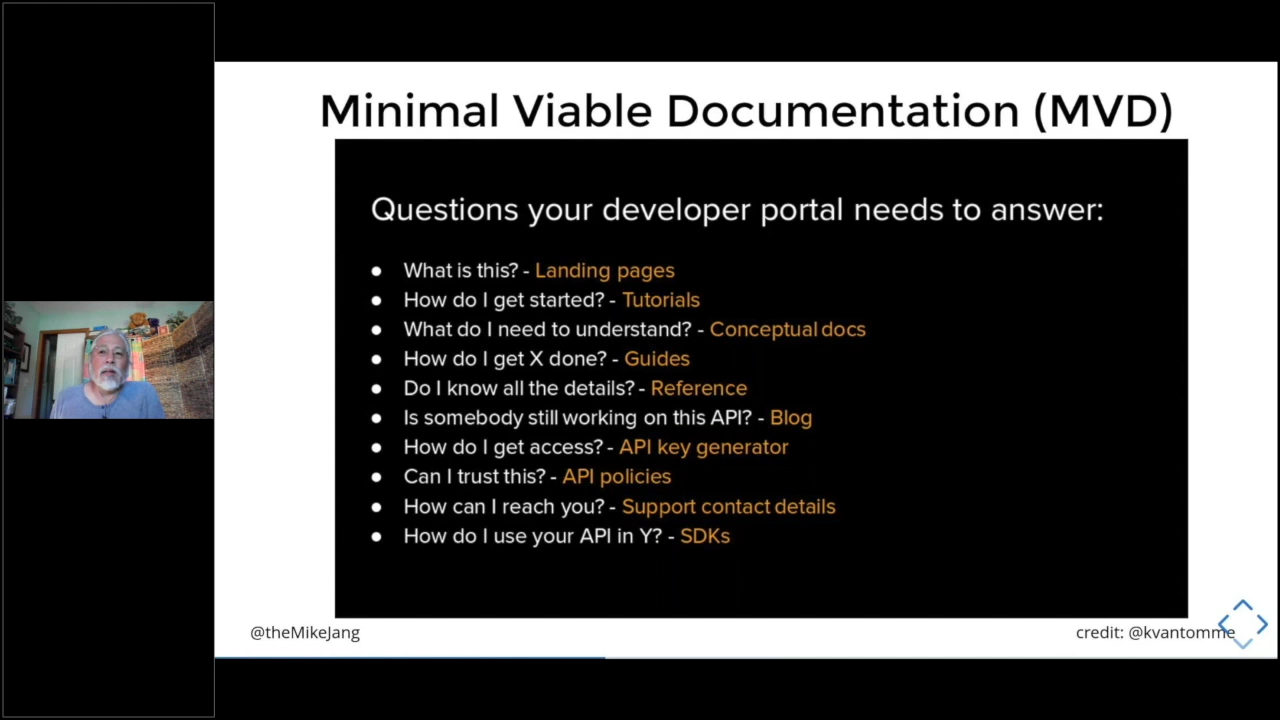 Minimal Viable Documentation (MVD)
Questions your developer portal needs to answer:
● What is this? - Landing pages
● How do I get started? - Tutorials
● What do I need to understand? - Conceptual docs
● How do I get X done? - Guides
● Do I know all the details? - Reference
● Is somebody still working on this API? - Blog
● How do I get access? - API key generator
● Can I trust this? - API policies
● How can I reach you? - Support contact details
● How do I use your API in Y? - SDKs
@theMikeJang
credit: @kvantomme